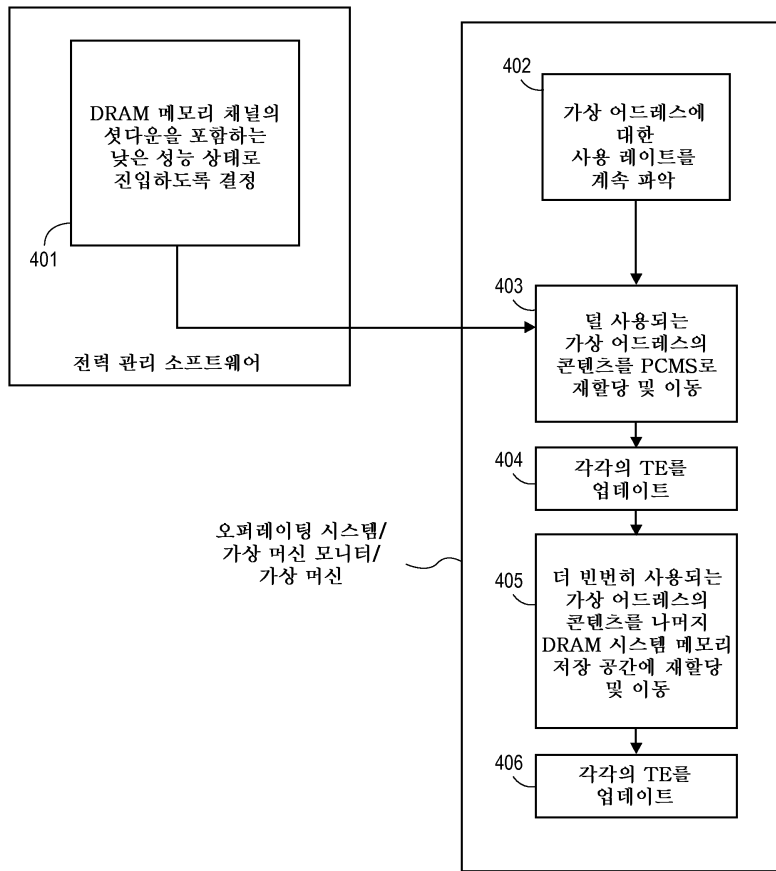 DRAM 메모리 채널의
셧다운을 포함하는
낮은 성능 상태로
진입하도록 결정
401
전력 관리 소프트웨어
402
가상 어드레스에
대한
사용 레이트를
계속 파악
403
덜 사용되는
가상 어드레스의
콘텐츠를 PCMS로
재할당 및 이동
404
각각의 TE를
업데이트
오퍼레이팅 시스템/
가상 머신 모니터/
가상 머신
405
더 빈번히 사용되는
가상 어드레스의
콘텐츠를 나머지
DRAM 시스템 메모리
저장 공간에 재할당
및 이동
406
각각의 TE를
업데이트